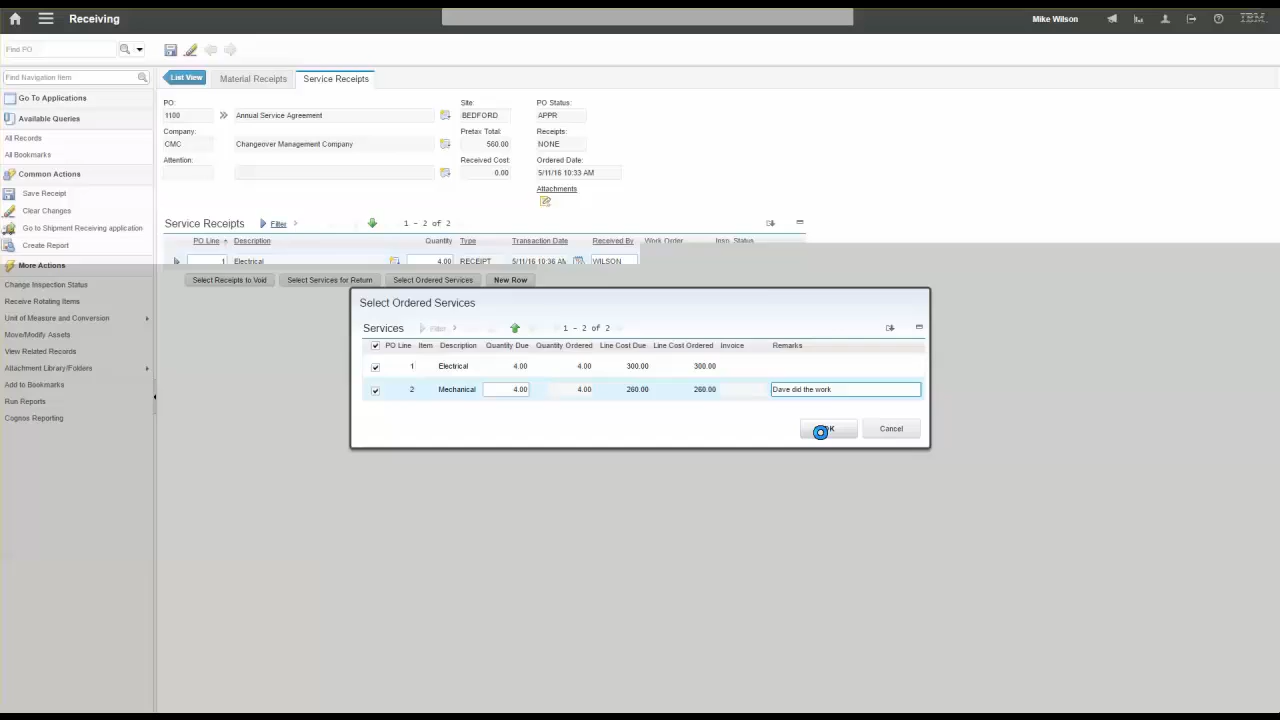 Receiving
Mike Wilson
IBM
Find PO
Find Navigation Item
List View
Material Receipts
Service Receipts
Go To Applications
Available Queries
All Records
All Bookmarks
Common Actions
Save Receipt
Clear Changes
Go to Shipment Receiving application
Create Report
More Actions
Change Inspection Status
Receive Rotating Items
Unit of Measure and Conversion
Move/Modify Assets
View Related Records
Attachment Library/Folders
Add to Bookmarks
Run Reports
Cognos Reporting
PO: Site: PO Status:
1100 Annual Service Agreement BEDFORD APPR
Company: Pretax Total: Receipts:
CMC Changeover Management Company 560.00 NONE
Attention: Received Cost: Ordered Date:
0.00 5/11/16 10:33 AM
Attachments
Service Receipts Filter 1 - 2 of 2
PO Line Description Quantity Type Transaction Date Received By Work Order Insp. Status
1 Electrical 4.00 RECEIPT 5/11/16 10:36 AM WILSON
Select Receipts to Void Select Services for Return Select Ordered Services New Row
Select Ordered Services
Services Filter 1 - 2 of 2
PO Line Item Description Quantity Due Quantity Ordered Line Cost Due Line Cost Ordered Invoice Remarks
1 Electrical 4.00 4.00 300.00 300.00
2 Mechanical 4.00 4.00 260.00 260.00 Dave did the work
OK Cancel